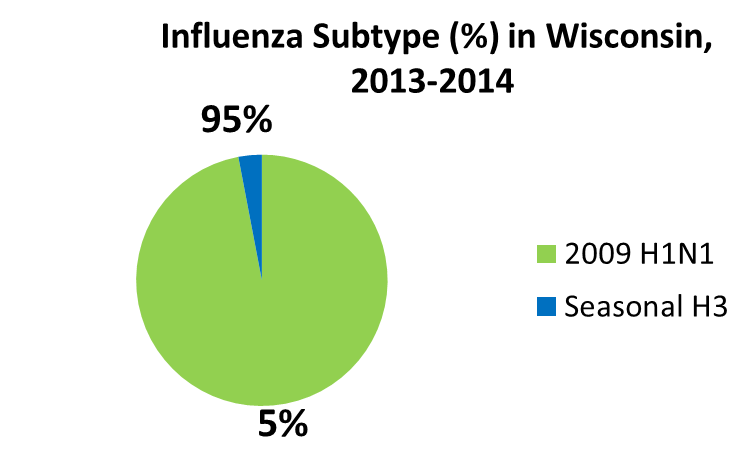 Influenza Subtype (%) in Wisconsin,
2013-2014
95%
2009 H1N1
Seasonal H3
5%